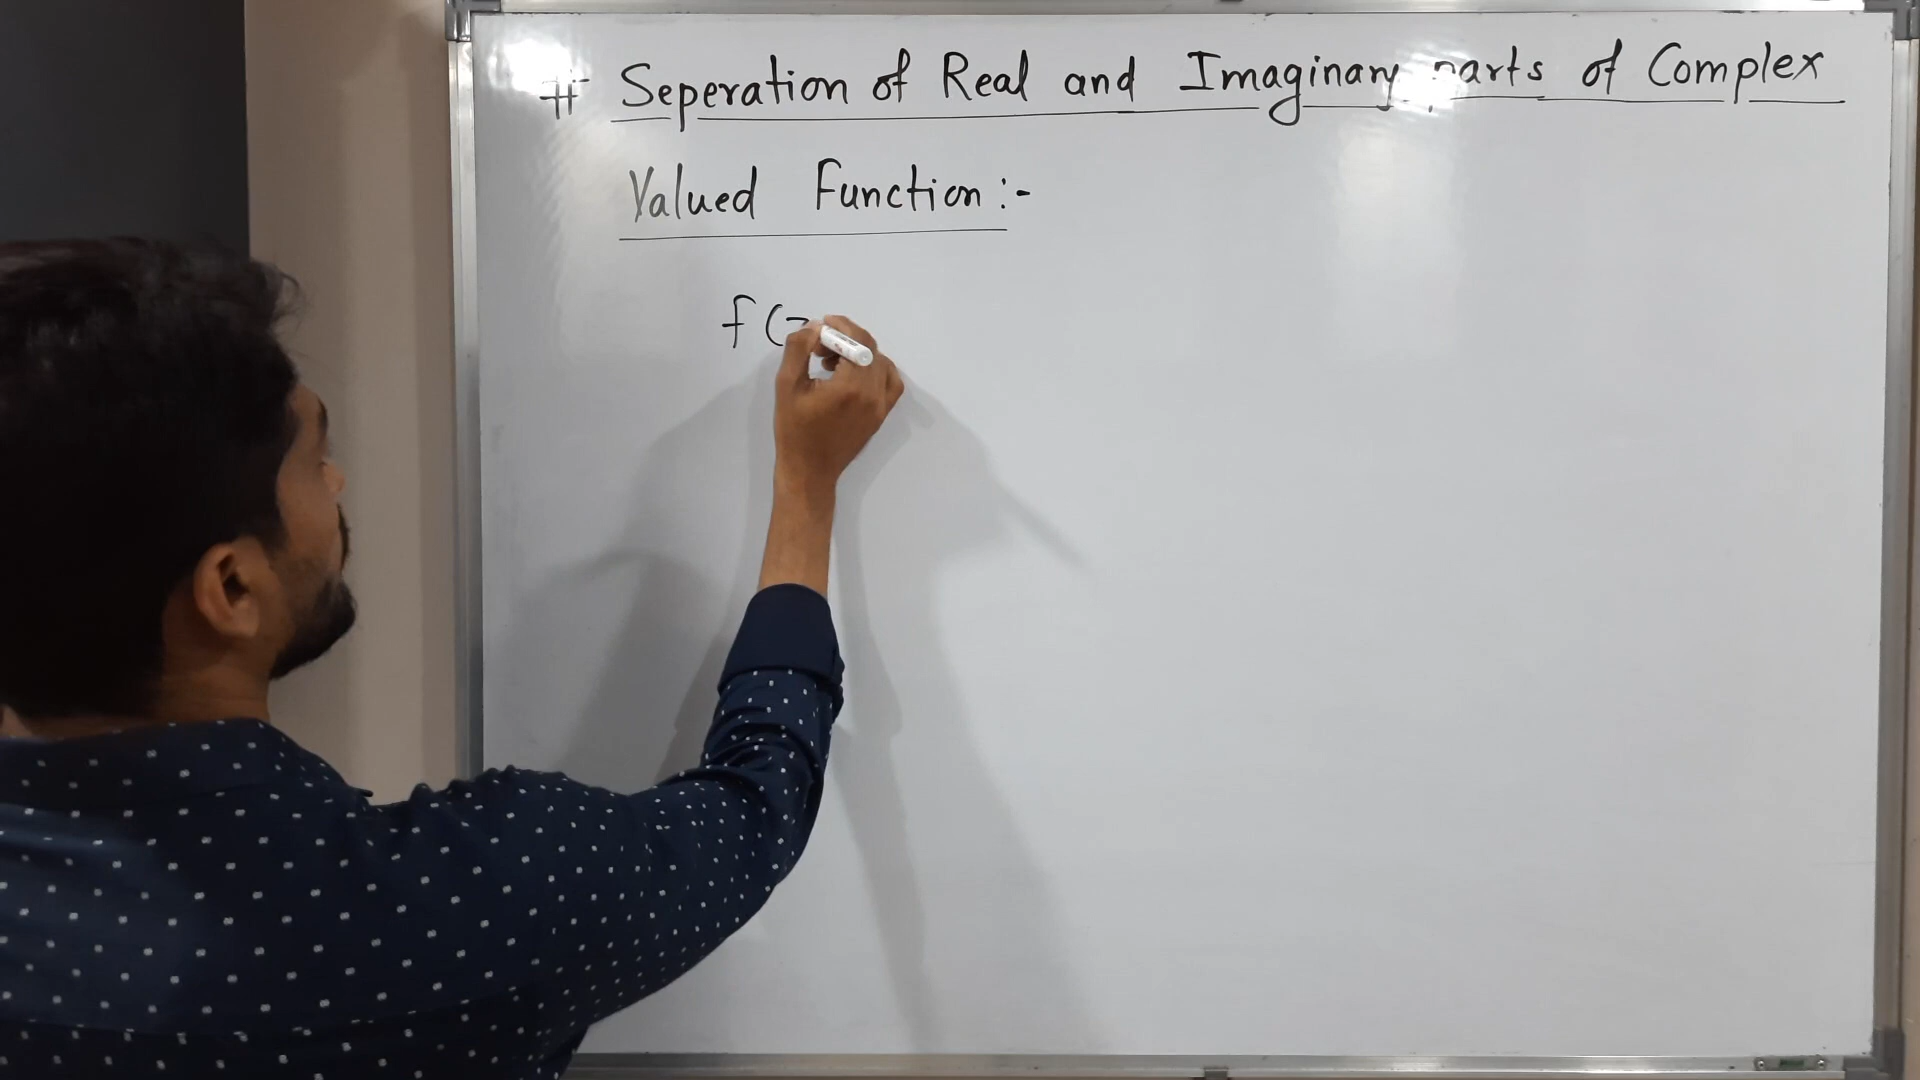 # Seperation of Real and Imaginary parts of Complex
Valued Function :-
f(z